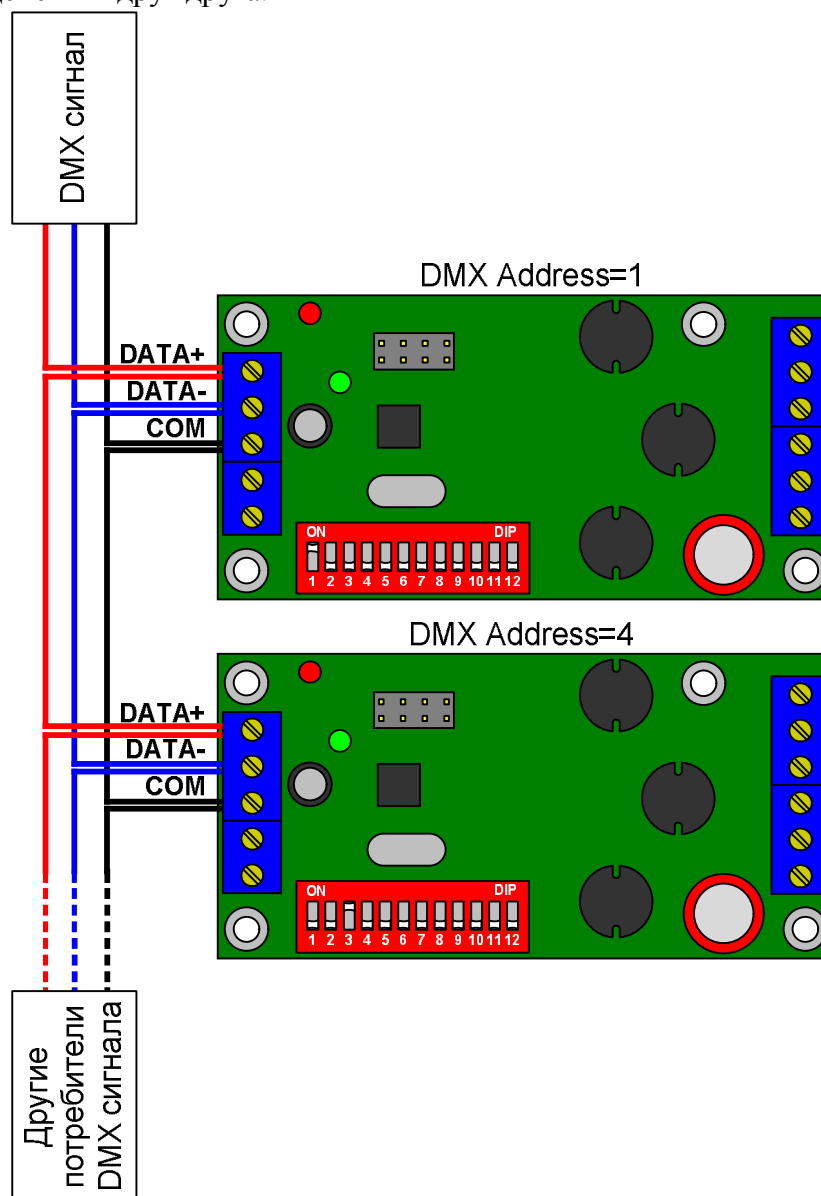 DMX сигнал
DMX Address=1
DATA+
DATA-
COM
ON DIP
1 2 3 4 5 6 7 8 9 10 11 12
DMX Address=4
DATA+
DATA-
COM
ON DIP
1 2 3 4 5 6 7 8 9 10 11 12
Другие
потребители
DMX сигнала